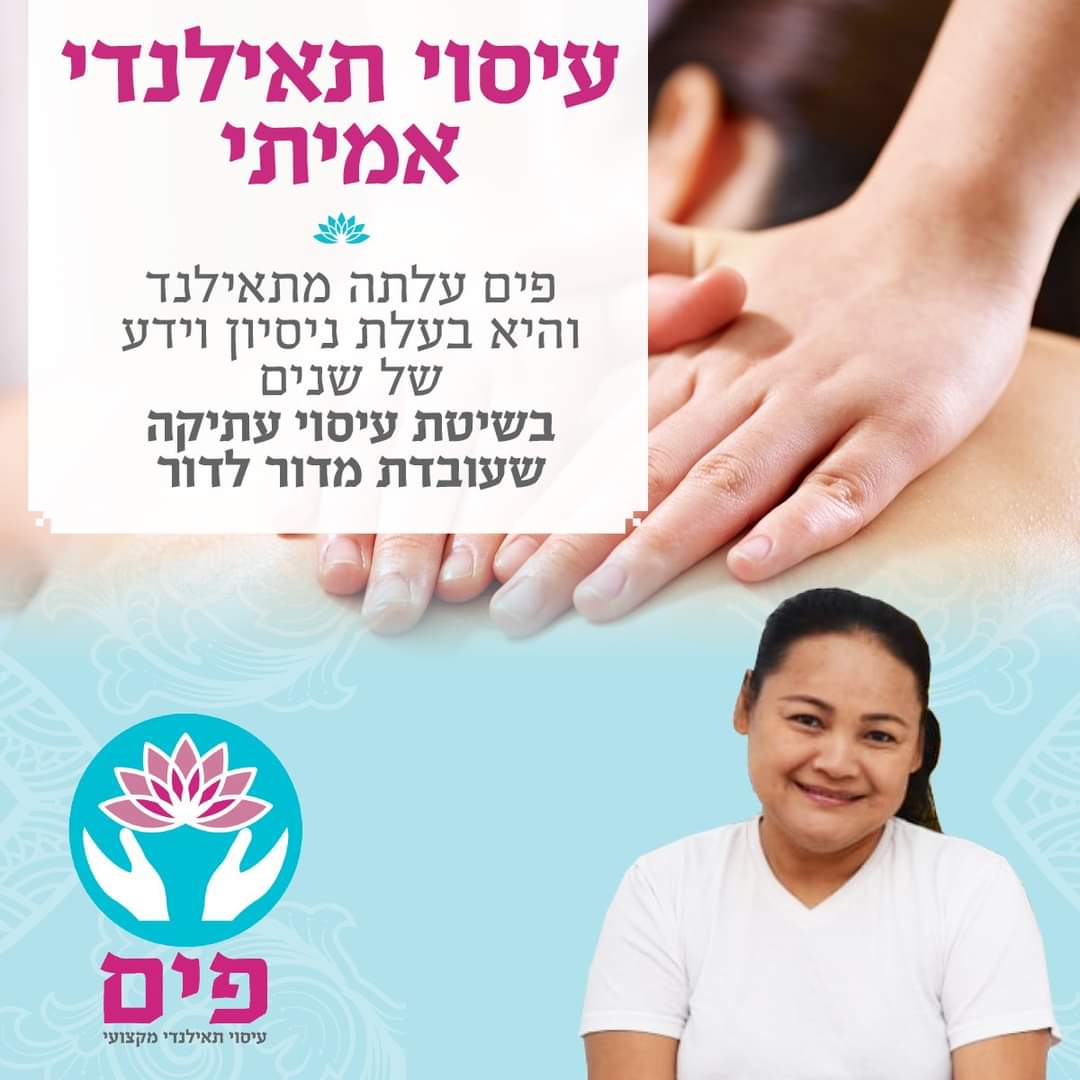 עיסוי תאילנדי
אמיתי
פים עלתה מתאילנד
והיא בעלת ניסיון וידע
של שנים
בשיטת עיסוי עתיקה
שעובדת מדור לדור
פים
עיסוי תאילנדי מקצועי